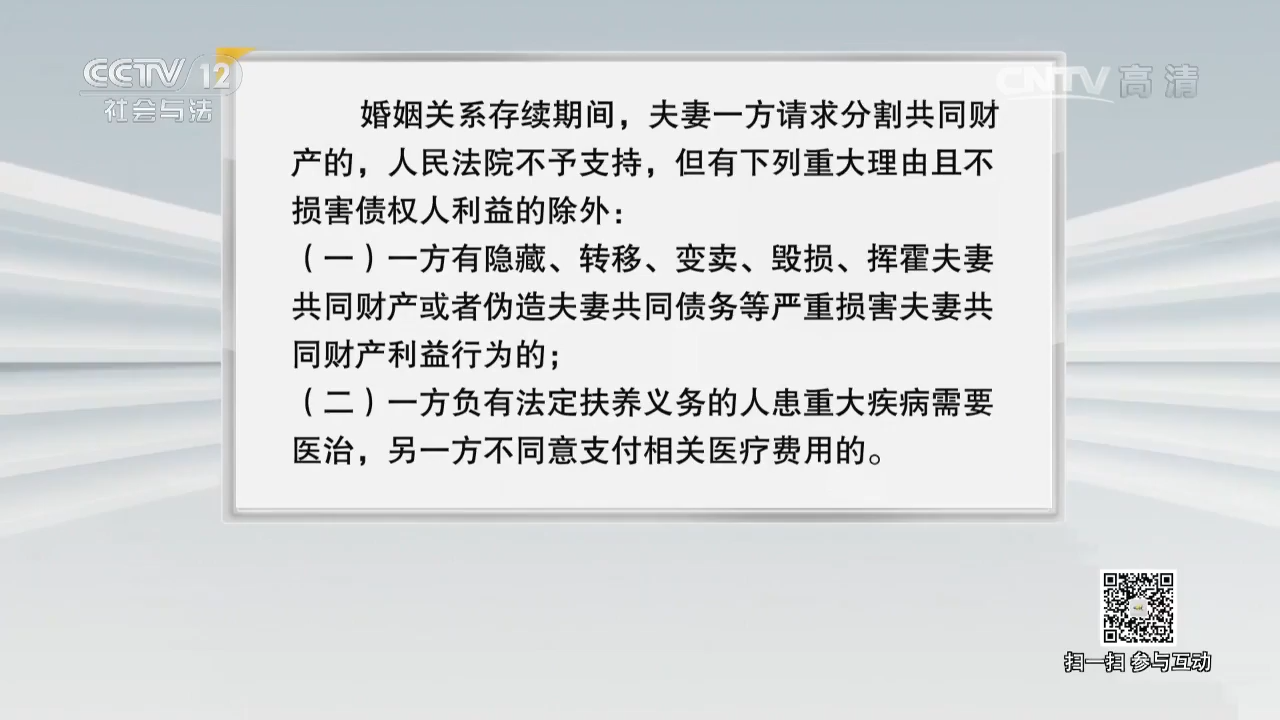 CCTV 12
社会与法
CNTV 高清
婚姻关系存续期间，夫妻一方请求分割共同财
产的，人民法院不予支持，但有下列重大理由且不
损害债权人利益的除外：
（一）一方有隐藏、转移、变卖、毁损、挥霍夫妻
共同财产或者伪造夫妻共同债务等严重损害夫妻共
同财产利益行为的；
（二）一方负有法定扶养义务的人患重大疾病需要
医治，另一方不同意支付相关医疗费用的。
扫一扫 参与互动